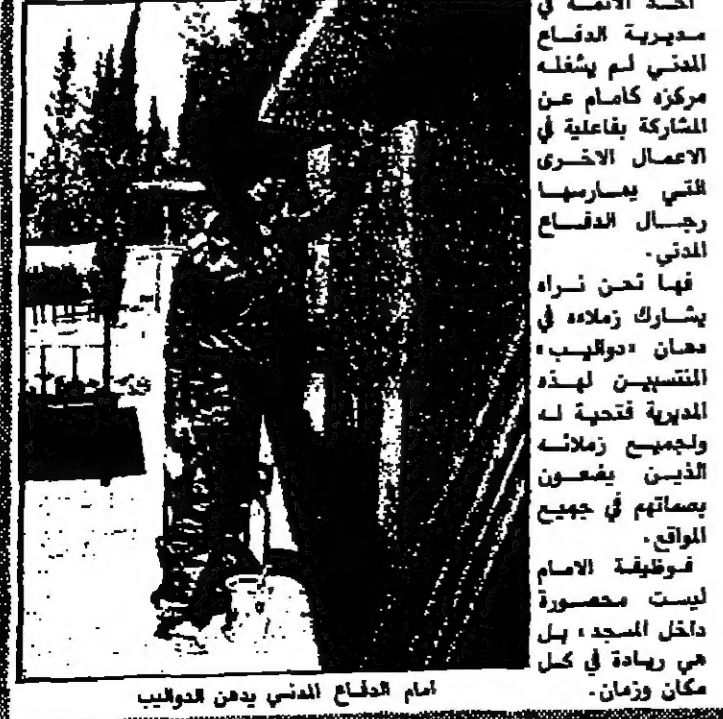 احد الائمة في
مديرية الدفاع
المدني لم يشغله
مركزه كامام عن
المشاركة بفاعلية في
الاعمال الاخرى
التي يمارسها
رجال الدفاع
المدني.
فها نحن نراه
يشارك زملاءه في
دهان «دواليب»
المنتسبين لهذه
المديرية فتحية له
ولجميع زملائه
الذين يضعون
بصماتهم في جميع
المواقع.
فوظيفة الامام
ليست محصورة
داخل المسجد، بل
هي ريادة في كل
مكان وزمان.
امام الدفاع المدني يدهن الدواليب